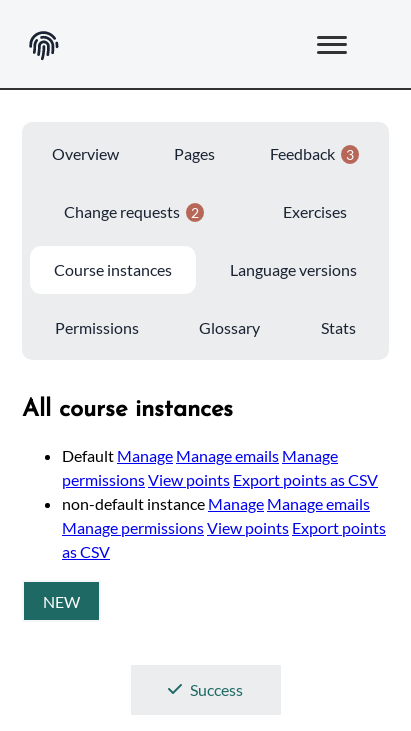 Overview Pages Feedback 3
Change requests 2 Exercises
Course instances Language versions
Permissions Glossary Stats
All course instances
Default Manage Manage emails Manage
permissions View points Export points as CSV
non-default instance Manage Manage emails
Manage permissions View points Export points
as CSV
NEW
Success